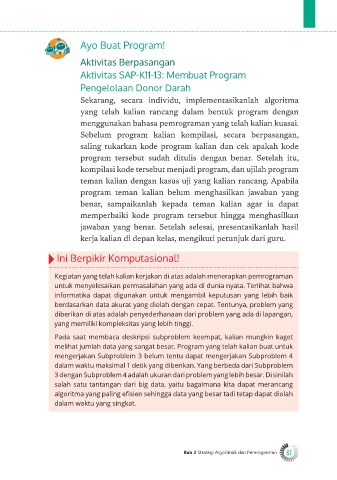 Ayo Buat Program!
Aktivitas Berpasangan
Aktivitas SAP-K11-13: Membuat Program
Pengelolaan Donor Darah
Sekarang, secara individu, implementasikanlah algoritma
yang telah kalian rancang dalam bentuk program dengan
menggunakan bahasa pemrograman yang telah kalian kuasai.
Sebelum program kalian kompilasi, secara berpasangan,
saling tukarkan kode program kalian dan cek apakah kode
program tersebut sudah ditulis dengan benar. Setelah itu,
kompilasi kode tersebut menjadi program, dan ujilah program
teman kalian dengan kasus uji yang kalian rancang. Apabila
program teman kalian belum menghasilkan jawaban yang
benar, sampaikanlah kepada teman kalian agar ia dapat
memperbaiki kode program tersebut hingga menghasilkan
jawaban yang benar. Setelah selesai, presentasikanlah hasil
kerja kalian di depan kelas, mengikuti petunjuk dari guru.
Ini Berpikir Komputasional!
Kegiatan yang telah kalian kerjakan di atas adalah menerapkan pemrograman
untuk menyelesaikan permasalahan yang ada di dunia nyata. Terlihat bahwa
informatika dapat digunakan untuk mengambil keputusan yang lebih baik
berdasarkan data akurat yang diolah dengan cepat. Tentunya, problem yang
diberikan di atas adalah penyederhanaan dari problem yang ada di lapangan,
yang memiliki kompleksitas yang lebih tinggi.
Pada saat membaca deskripsi subproblem keempat, kalian mungkin kaget
melihat jumlah data yang sangat besar. Program yang telah kalian buat untuk
mengerjakan Subproblem 3 belum tentu dapat mengerjakan Subproblem 4
dalam waktu maksimal 1 detik yang diberikan. Yang berbeda dari Subproblem
3 dengan Subproblem 4 adalah ukuran dari problem yang lebih besar. Di sinilah
salah satu tantangan dari big data, yaitu bagaimana kita dapat merancang
algoritma yang paling efisien sehingga data yang besar tadi tetap dapat diolah
dalam waktu yang singkat.
Bab 2 Strategi Algoritmik dan Pemrograman 67